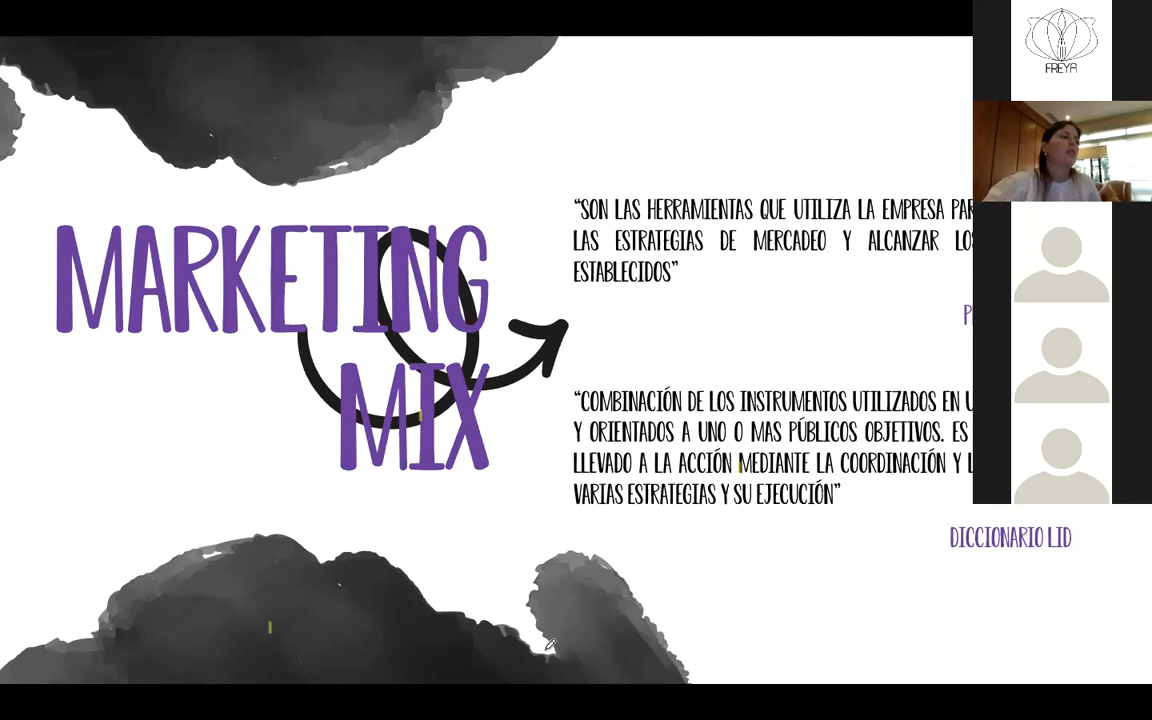 FREYA
MARKETING
MIX
“SON LAS HERRAMIENTAS QUE UTILIZA LA EMPRESA
LAS ESTRATEGIAS DE MERCADEO Y ALCANZAR
ESTABLECIDOS”
“COMBINACIÓN DE LOS INSTRUMENTOS UTILIZADOS EN
Y ORIENTADOS A UNO O MAS PÚBLICOS OBJETIVOS. ES
LLEVADO A LA ACCIÓN MEDIANTE LA COORDINACIÓN Y
VARIAS ESTRATEGIAS Y SU EJECUCIÓN”
DICCIONARIO LID